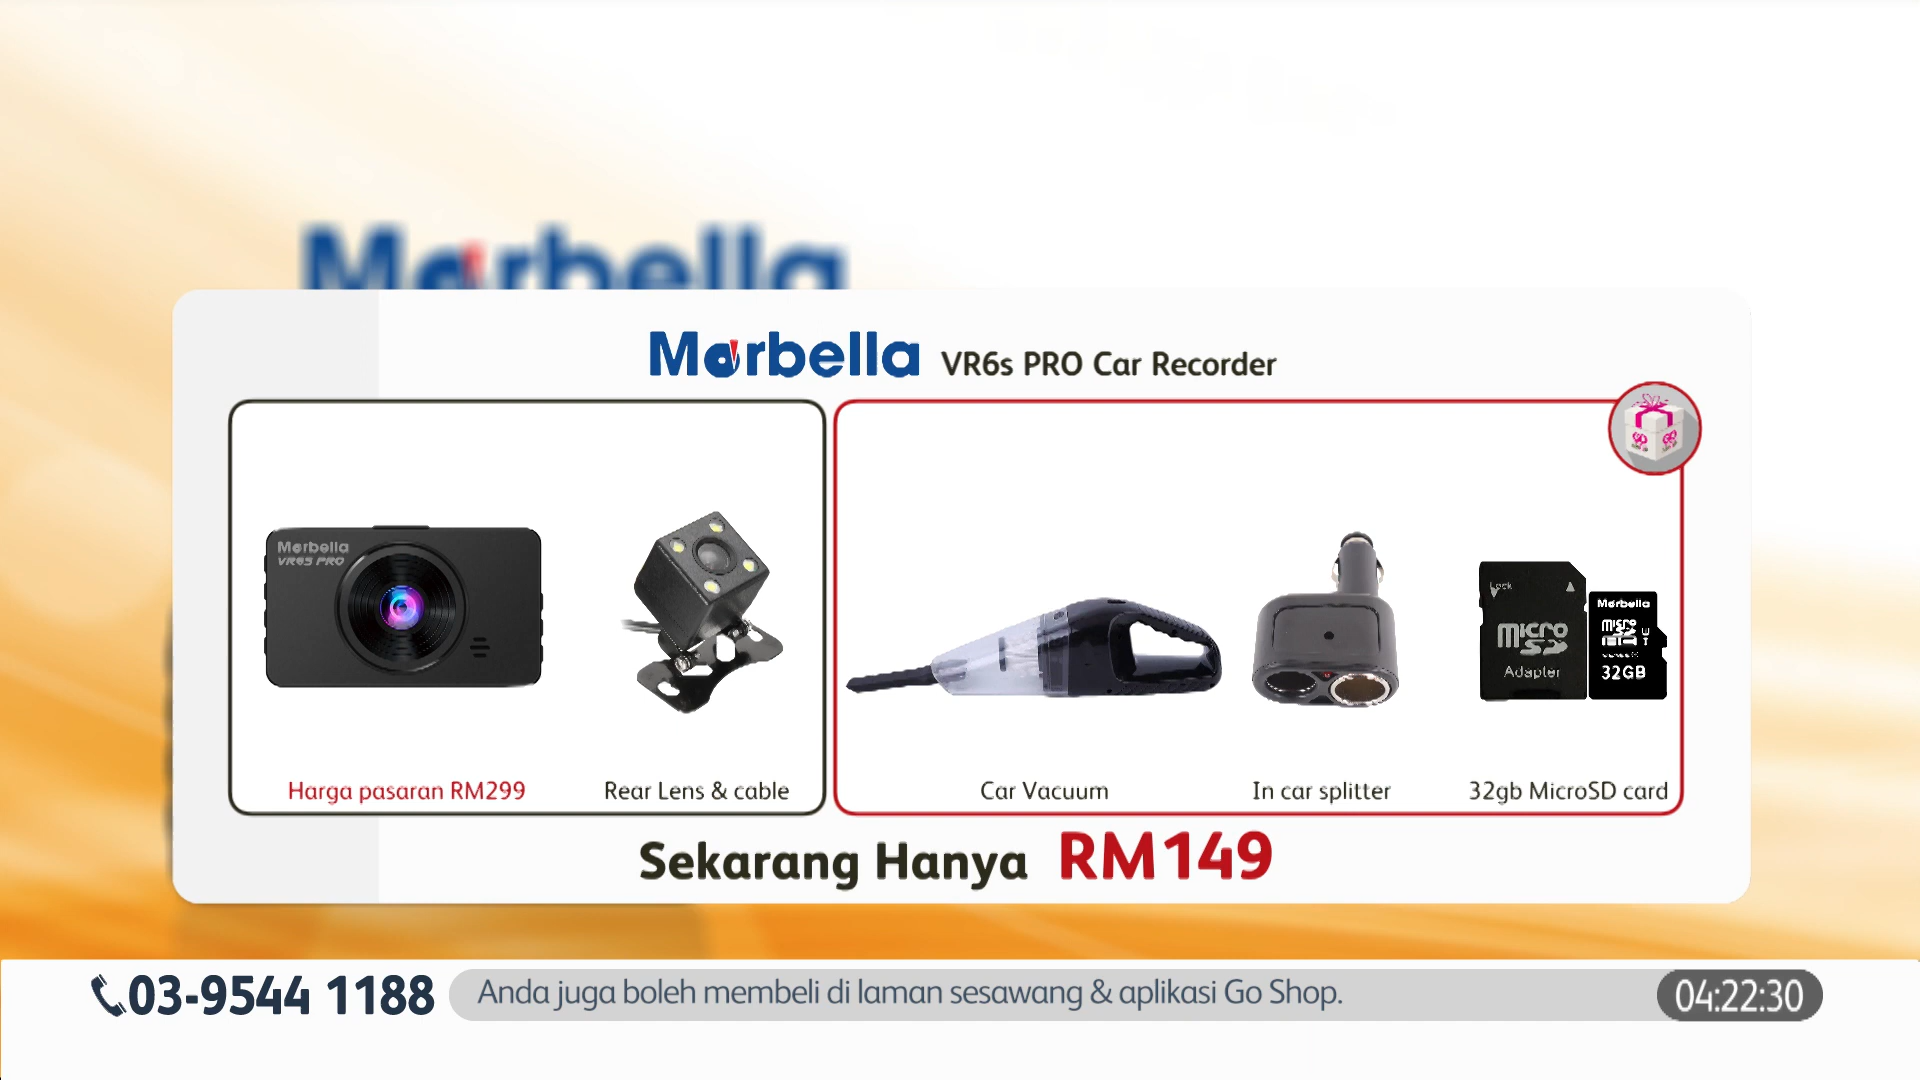 Marbella
Marbella VR6s PRO Car Recorder
Marbella
VR6S PRO
Lock
micro
SD
Adapter
Marbella
micro
32GB
Harga pasaran RM299
Rear Lens & cable
Car Vacuum
In car splitter
32gb MicroSD card
Sekarang Hanya RM149
03-9544 1188
Anda juga boleh membeli di laman sesawang & aplikasi Go Shop.
04:22:30